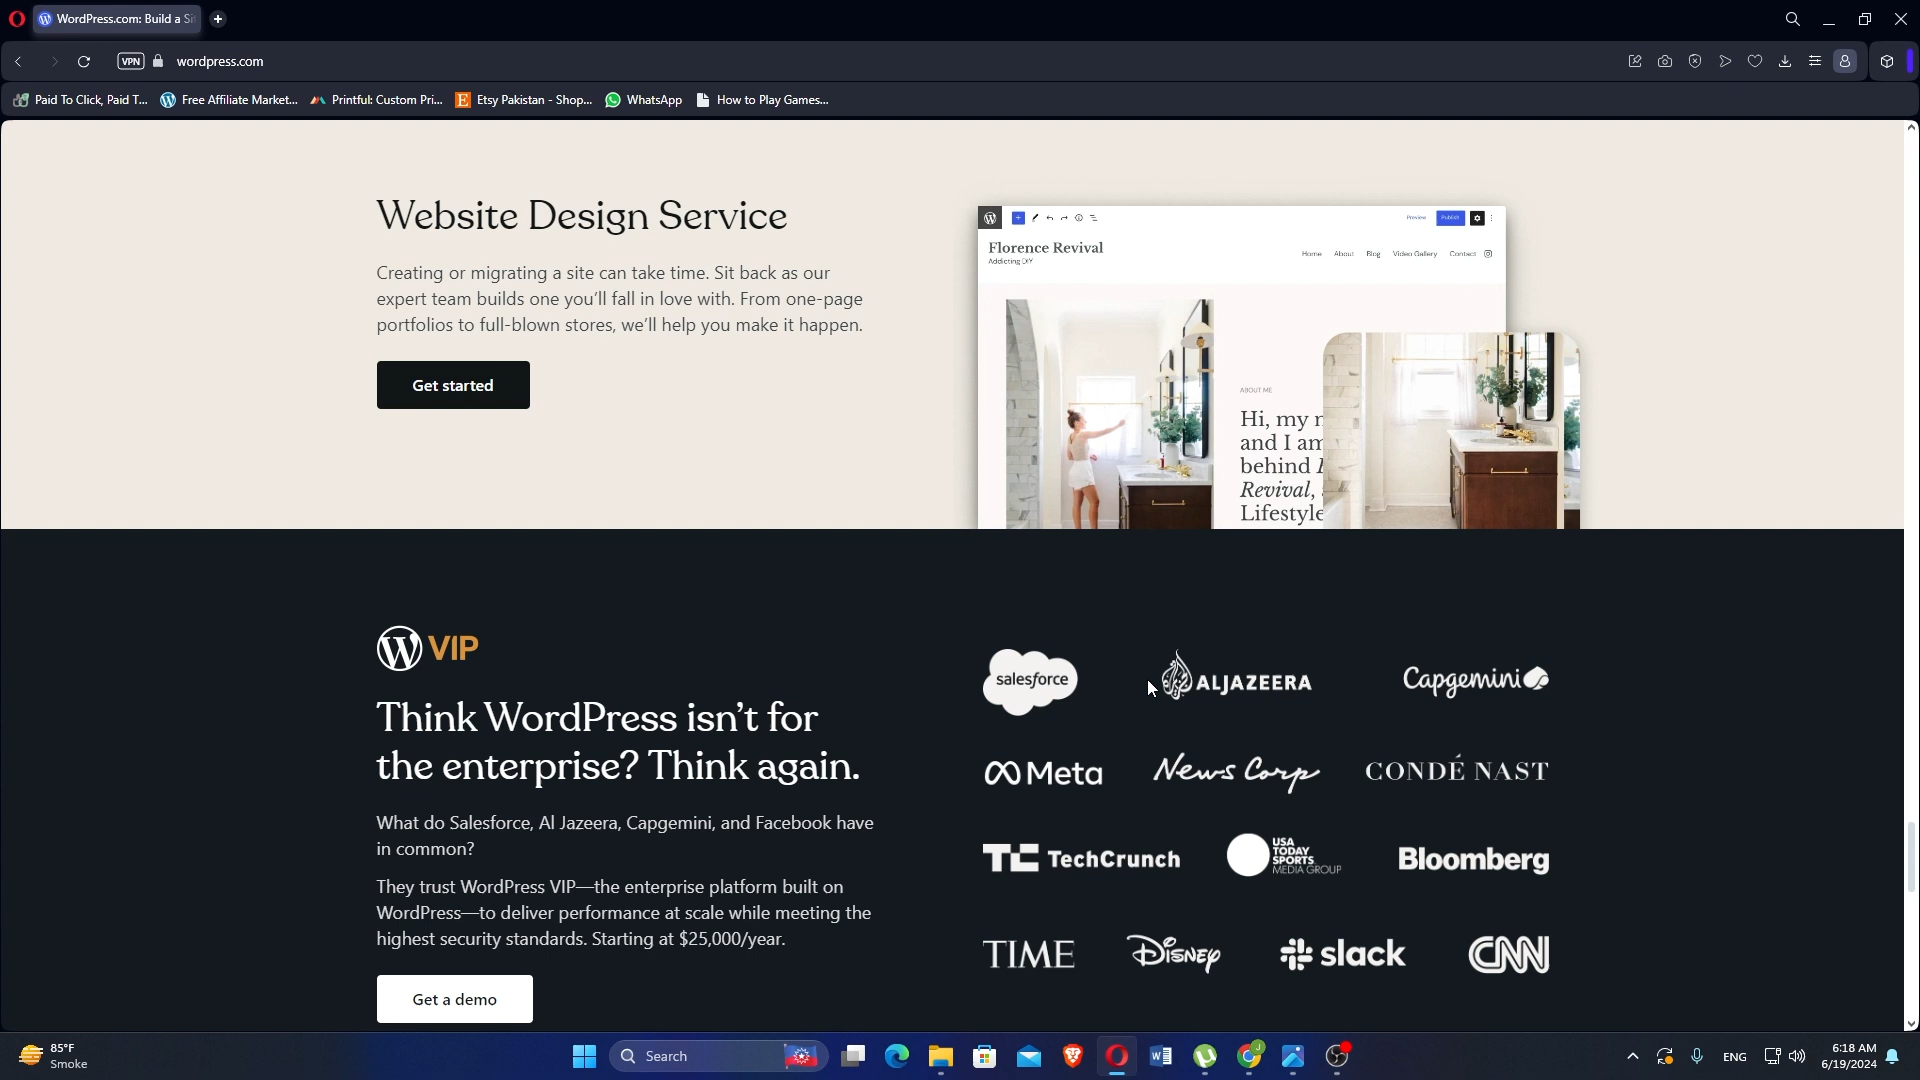 WordPress.com: Build a Si
VPN
wordpress.com
Paid To Click, Paid T...
Free Affiliate Market...
Printful: Custom Pri...
Etsy Pakistan - Shop...
WhatsApp
How to Play Games...
Website Design Service
Creating or migrating a site can take time. Sit back as our
expert team builds one you'll fall in love with. From one-page
portfolios to full-blown stores, we'll help you make it happen.
Get started
Preview
Publish
Florence Revival
Addicting DIY
Home About Blog Video Gallery Contact
ABOUT ME
Hi, my n
and I am
behind
Revival,
Lifestyle
VIP
Think WordPress isn't for
the enterprise? Think again.
What do Salesforce, Al Jazeera, Capgemini, and Facebook have
in common?
They trust WordPress VIP—the enterprise platform built on
WordPress—to deliver performance at scale while meeting the
highest security standards. Starting at $25,000/year.
Get a demo
salesforce
ALJAZEERA
Capgemini
Meta
News Corp
CONDÉ NAST
TC TechCrunch
USA
TODAY
SPORTS
MEDIA GROUP
Bloomberg
TIME
DISNEY
slack
CNN
85°F
Smoke
Search
ENG
6:18 AM
6/19/2024